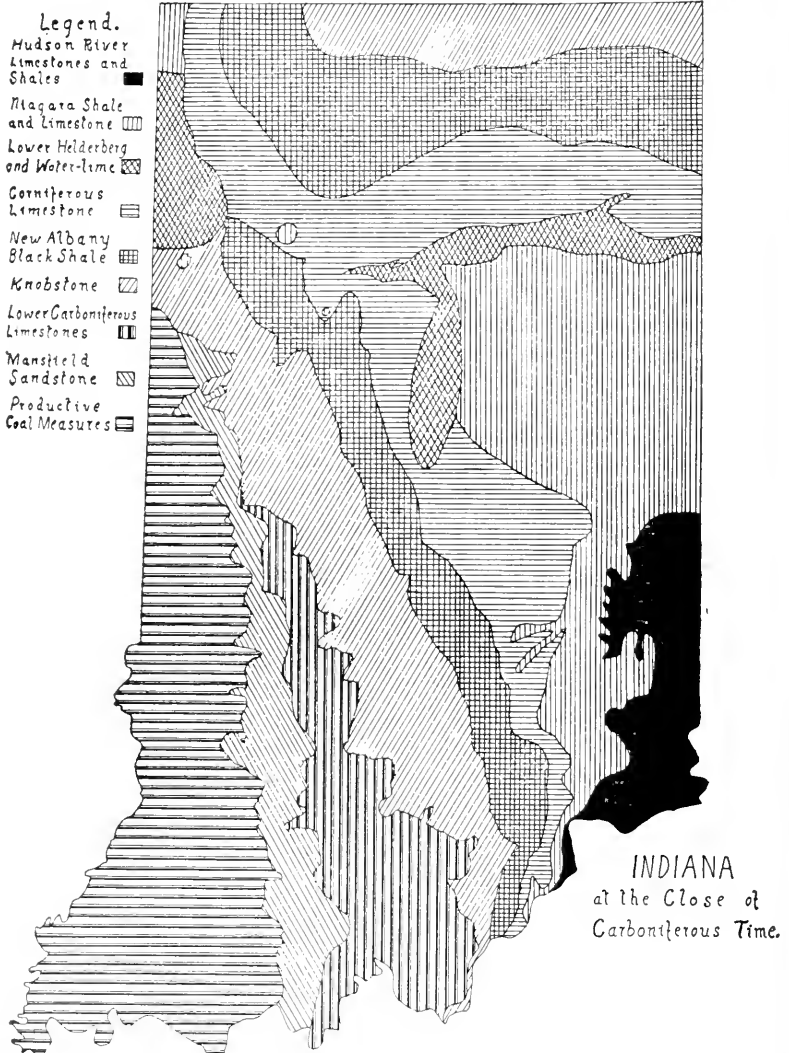 Legend.
Hudson River
Limestones and
Shales
Niagara Shale
and Limestone
Lower Helderberg
and Water-lime
Corniferous
Limestone
New Albany
Black Shale
Knobstone
Lower Carboniferous
Limestones
Mansfield
Sandstone
Productive
Coal Measures
INDIANA
at the Close of
Carboniferous Time.